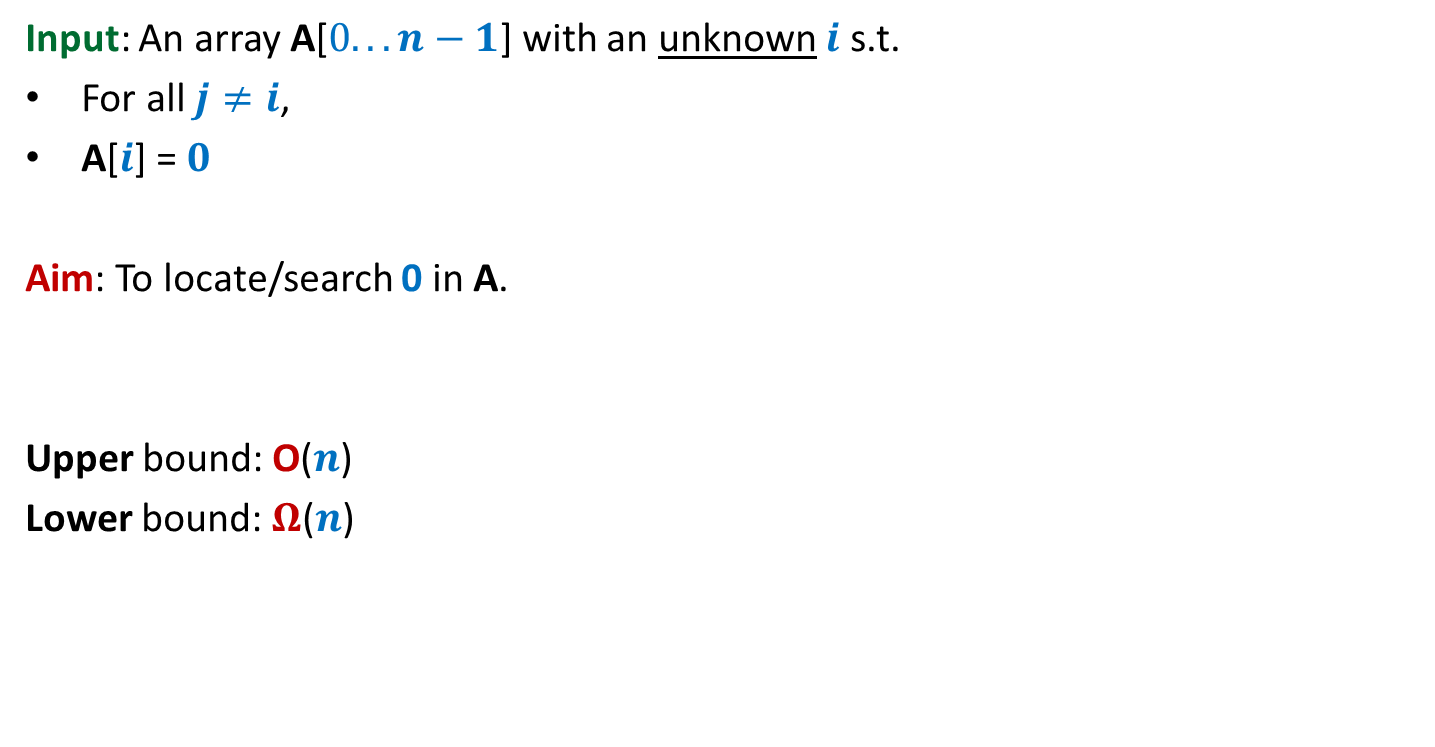 Input: An array A[0…n − 1] with an unknown i s.t.
• For all j ≠ i,
• A[i] = 0
Aim: To locate/search 0 in A.
Upper bound: O(n)
Lower bound: Ω(n)